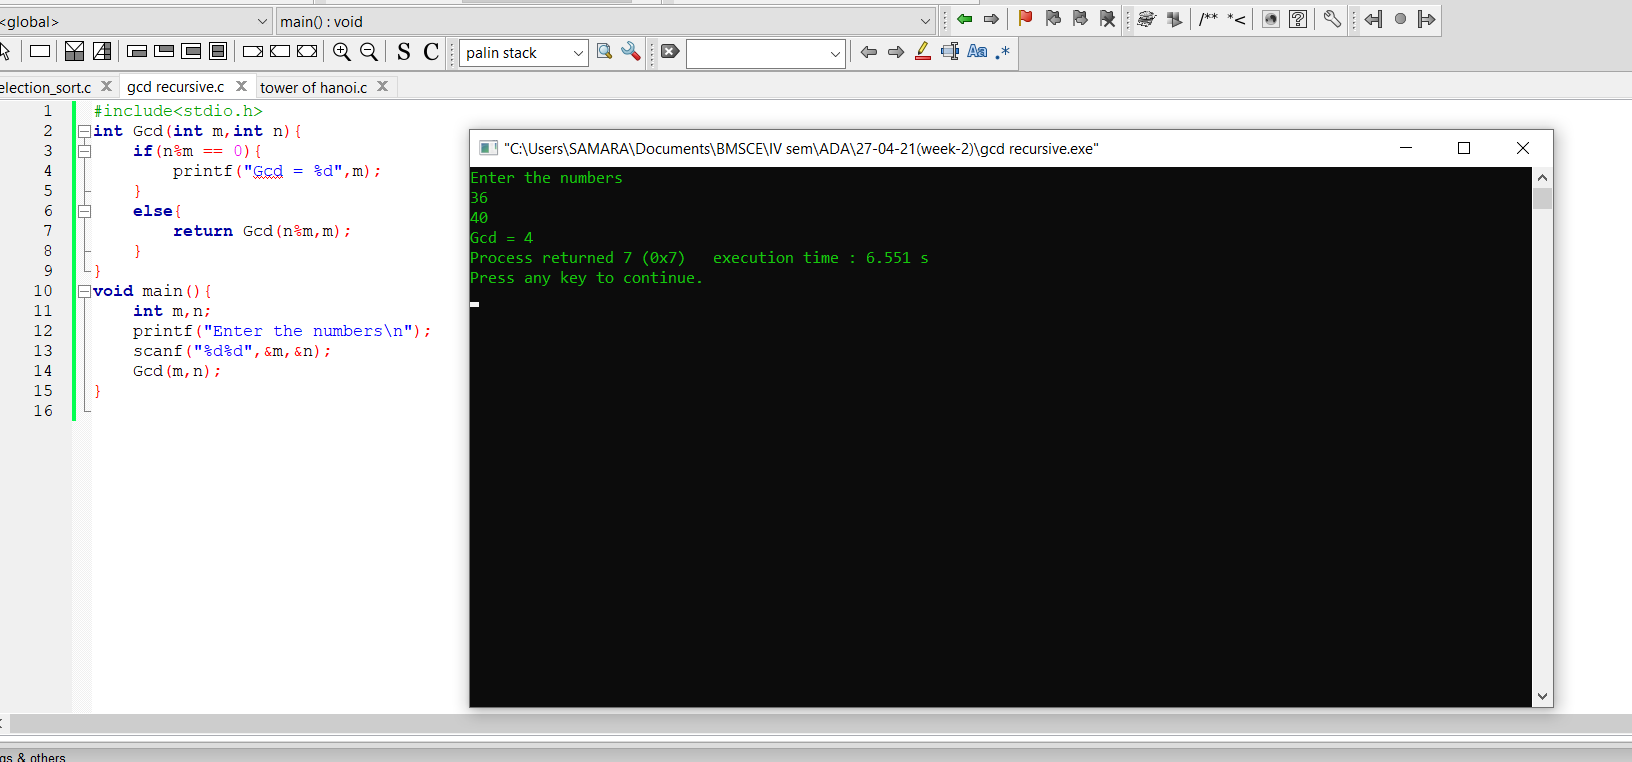 <global>
main() : void
/** *<
S C
palin stack
Aa .*
election_sort.c
gcd recursive.c
tower of hanoi.c
1 #include<stdio.h>
2 int Gcd(int m,int n){
3 if(n%m == 0){
4 printf("Gcd = %d",m);
5 }
6 else{
7 return Gcd(n%m,m);
8 }
9 }
10 void main(){
11 int m,n;
12 printf("Enter the numbers\n");
13 scanf("%d%d",&m,&n);
14 Gcd(m,n);
15 }
16
"C:\Users\SAMARA\Documents\BMSCE\IV sem\ADA\27-04-21(week-2)\gcd recursive.exe"
Enter the numbers
36
40
Gcd = 4
Process returned 7 (0x7)   execution time : 6.551 s
Press any key to continue.
gs & others